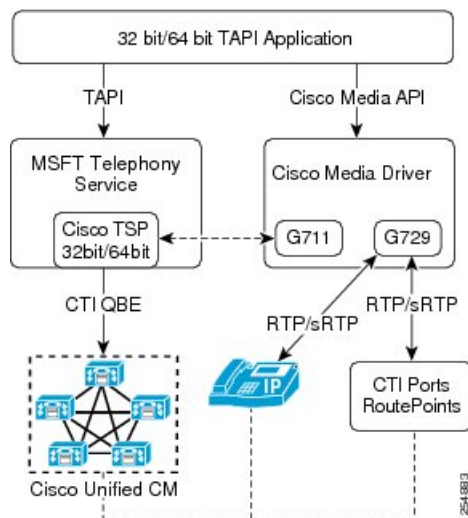 32 bit/64 bit TAPI Application
TAPI
Cisco Media API
MSFT Telephony
Service
Cisco TSP
32bit/64bit
Cisco Media Driver
G711
G729
CTI QBE
RTP/sRTP
RTP/sRTP
IP
CTI Ports
RoutePoints
Cisco Unified CM
254883